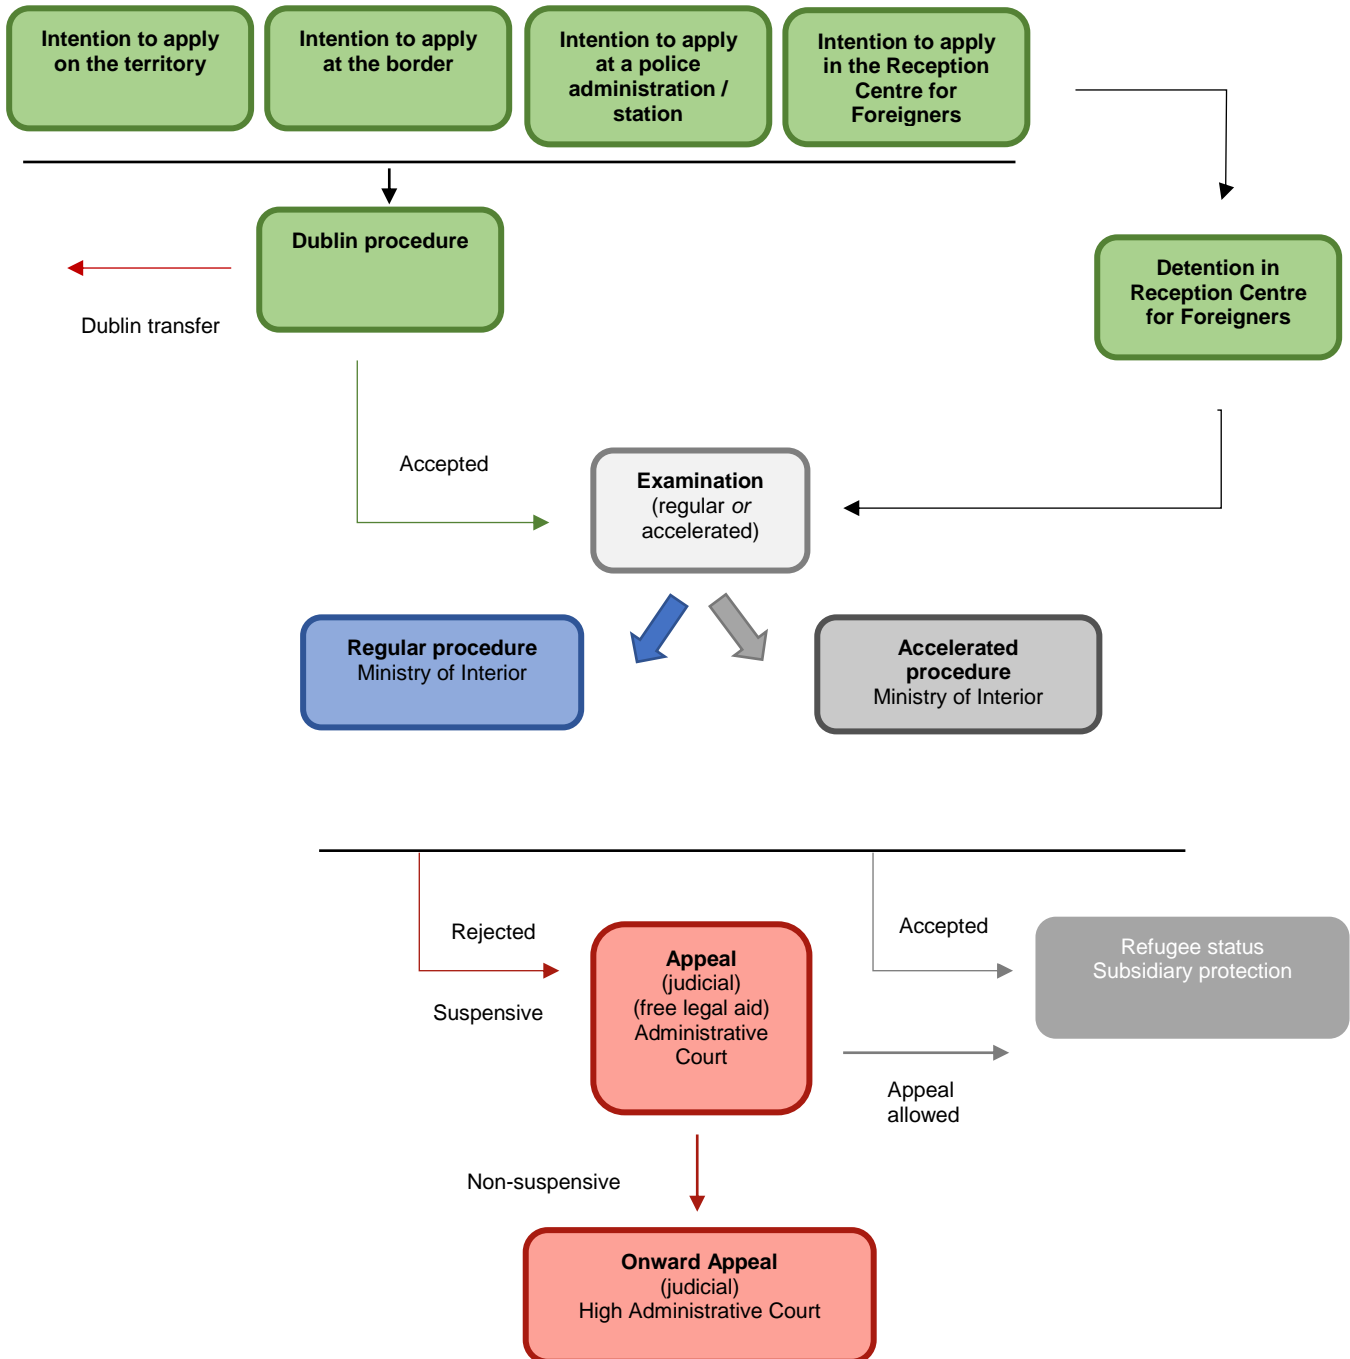 Intention to apply
on the territory
Intention to apply
at the border
Intention to apply
at a police
administration /
station
Intention to apply
in the Reception
Centre for
Foreigners
Dublin procedure
Dublin transfer
Detention in
Reception Centre
for Foreigners
Accepted
Examination
(regular or
accelerated)
Regular procedure
Ministry of Interior
Accelerated
procedure
Ministry of Interior
Rejected
Suspensive
Appeal
(judicial)
(free legal aid)
Administrative
Court
Accepted
Refugee status
Subsidiary protection
Appeal
allowed
Non-suspensive
Onward Appeal
(judicial)
High Administrative Court